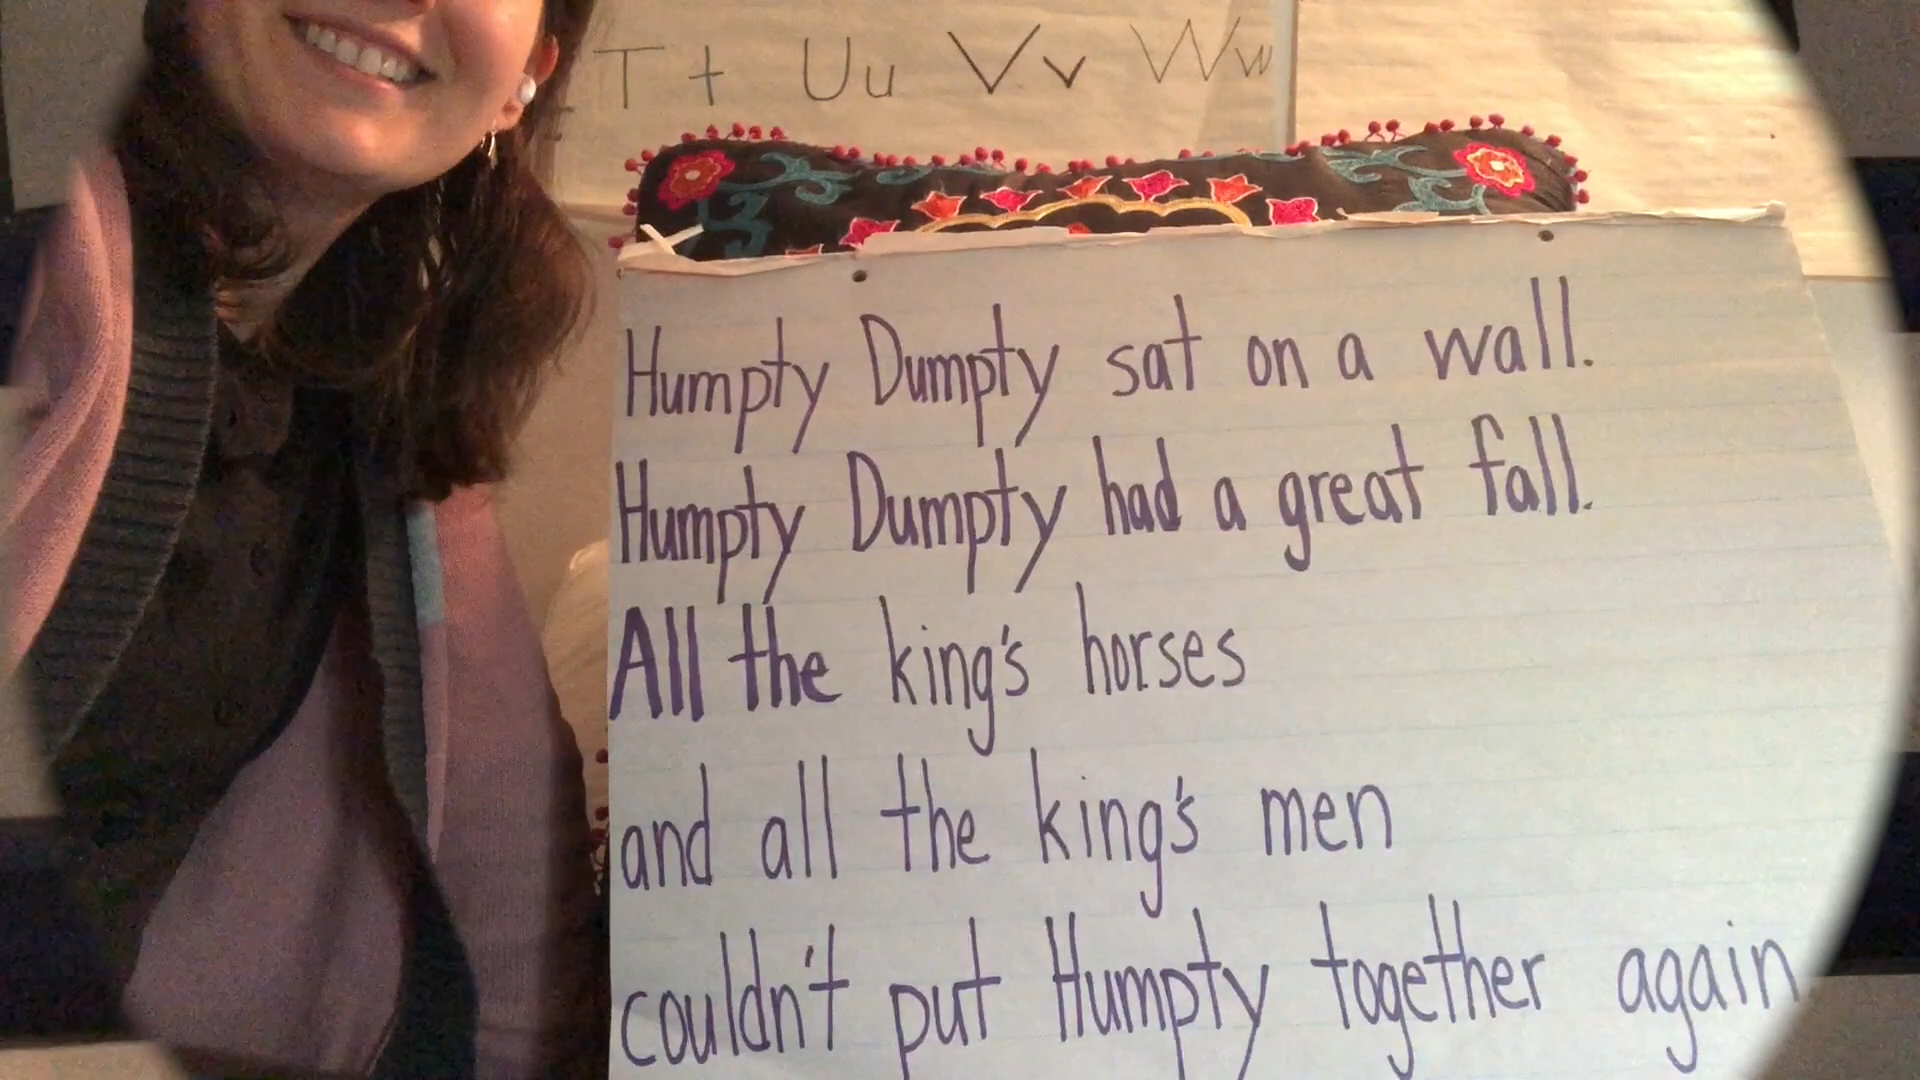 T t Uu Vv Ww
Humpty Dumpty sat on a wall.
Humpty Dumpty had a great fall.
All the king's horses
and all the king's men
couldn't put Humpty together again